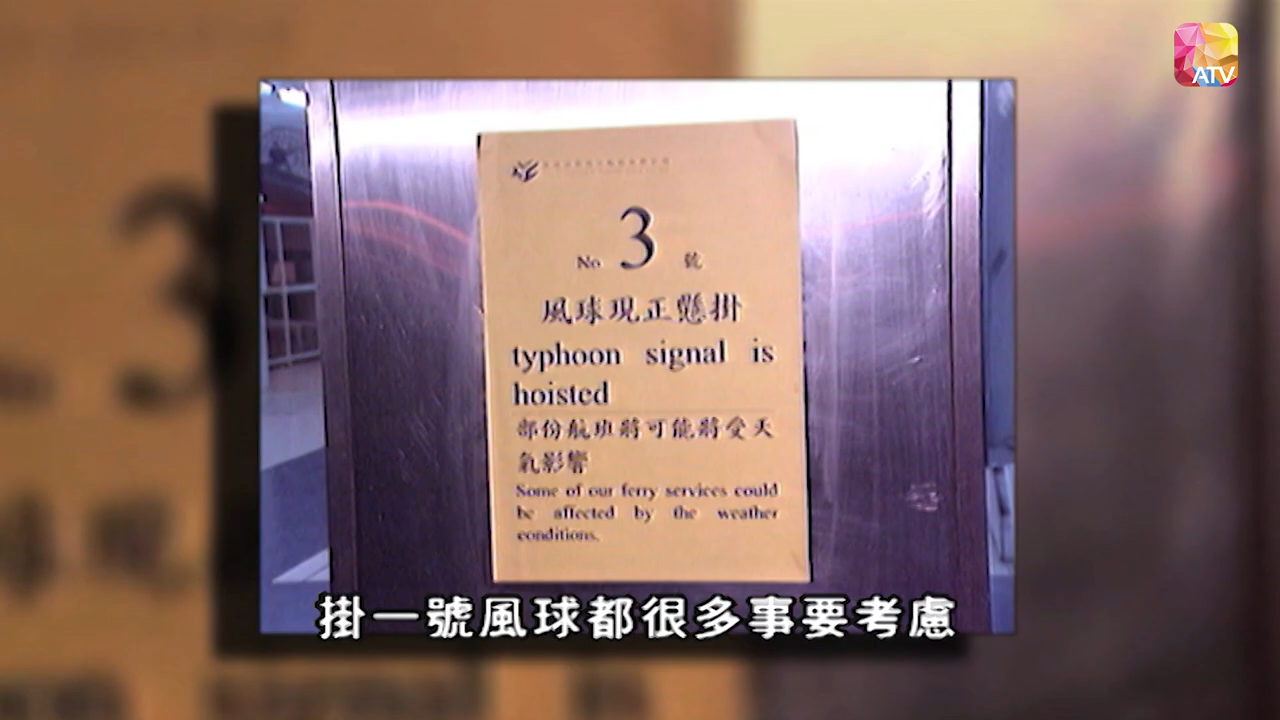 ATV
No 3 號
風球現正懸掛
typhoon signal is
hoisted
部份航班將可能將受天
氣影響
Some of our ferry services could
be affected by the weather
conditions.
掛一號風球都很多事要考慮